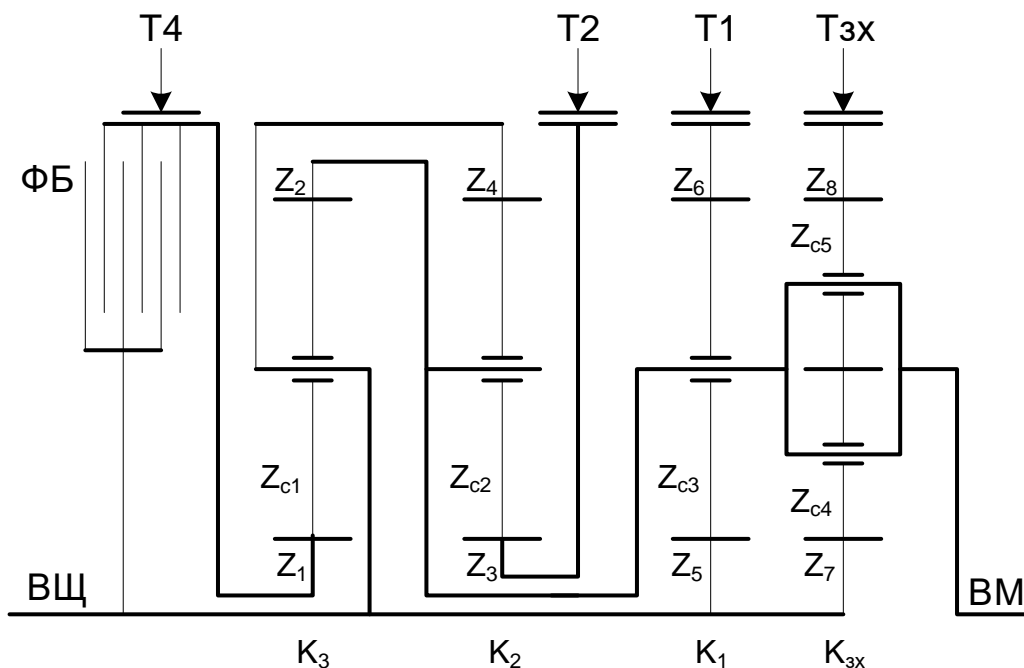 T4 T2 T1 Tзх
ФБ Z₂ Z₄ Z₆ Z₈
Zc5
Zc1 Zc2 Zc3 Zc4
Z₁ Z₃ Z₅ Z₇
ВЩ ВМ
K₃ K₂ K₁ Kзх